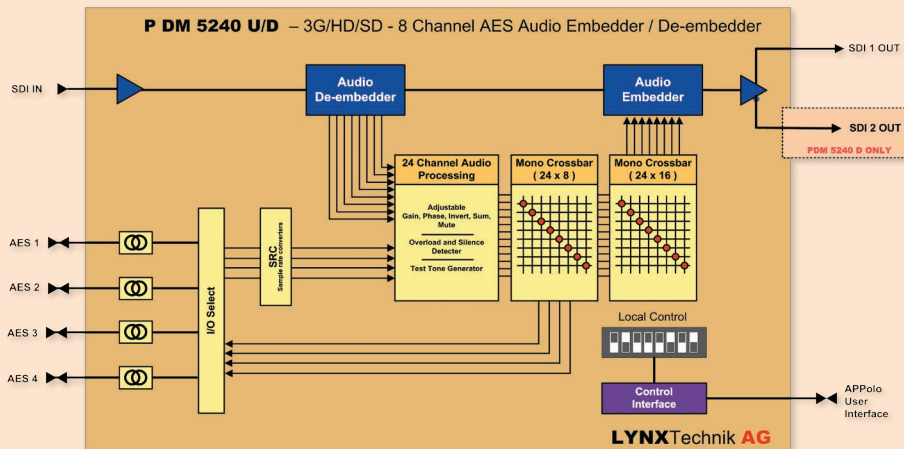 P DM 5240 U/D – 3G/HD/SD - 8 Channel AES Audio Embedder / De-embedder
SDI IN
Audio
De-embedder
Audio
Embedder
SDI 1 OUT
SDI 2 OUT
PDM 5240 D ONLY
24 Channel Audio
Processing
Adjustable
Gain, Phase, Invert, Sum,
Mute
Overload and Silence
Detecter
Test Tone Generator
Mono Crossbar
( 24 x 8 )
Mono Crossbar
( 24 x 16 )
AES 1
AES 2
AES 3
AES 4
I/O Select
SRC
Sample rate converters
Local Control
Control
Interface
APPolo
User
Interface
LYNXTechnik AG